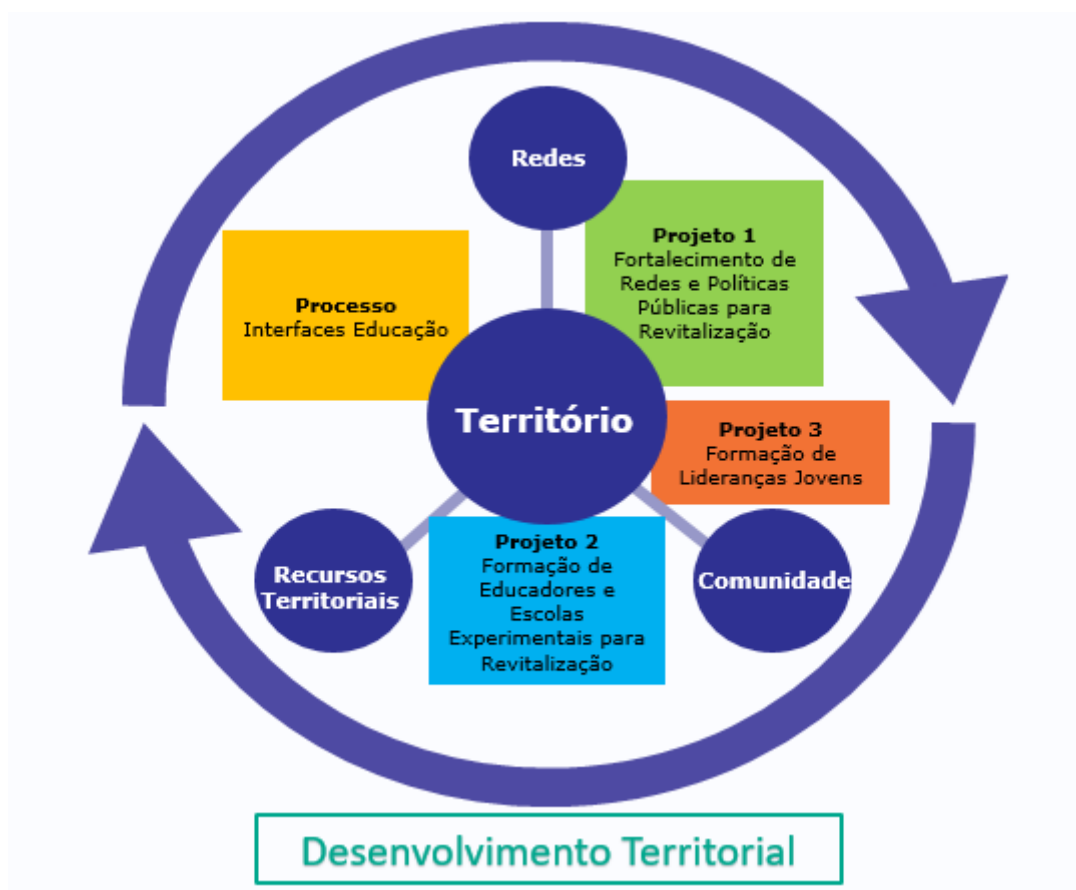 Redes
Projeto 1
Fortalecimento de
Redes e Políticas
Públicas para
Revitalização
Processo
Interfaces Educação
Território
Projeto 3
Formação de
Lideranças Jovens
Projeto 2
Formação de
Educadores e
Escolas
Experimentais para
Revitalização
Recursos
Territoriais
Comunidade
Desenvolvimento Territorial